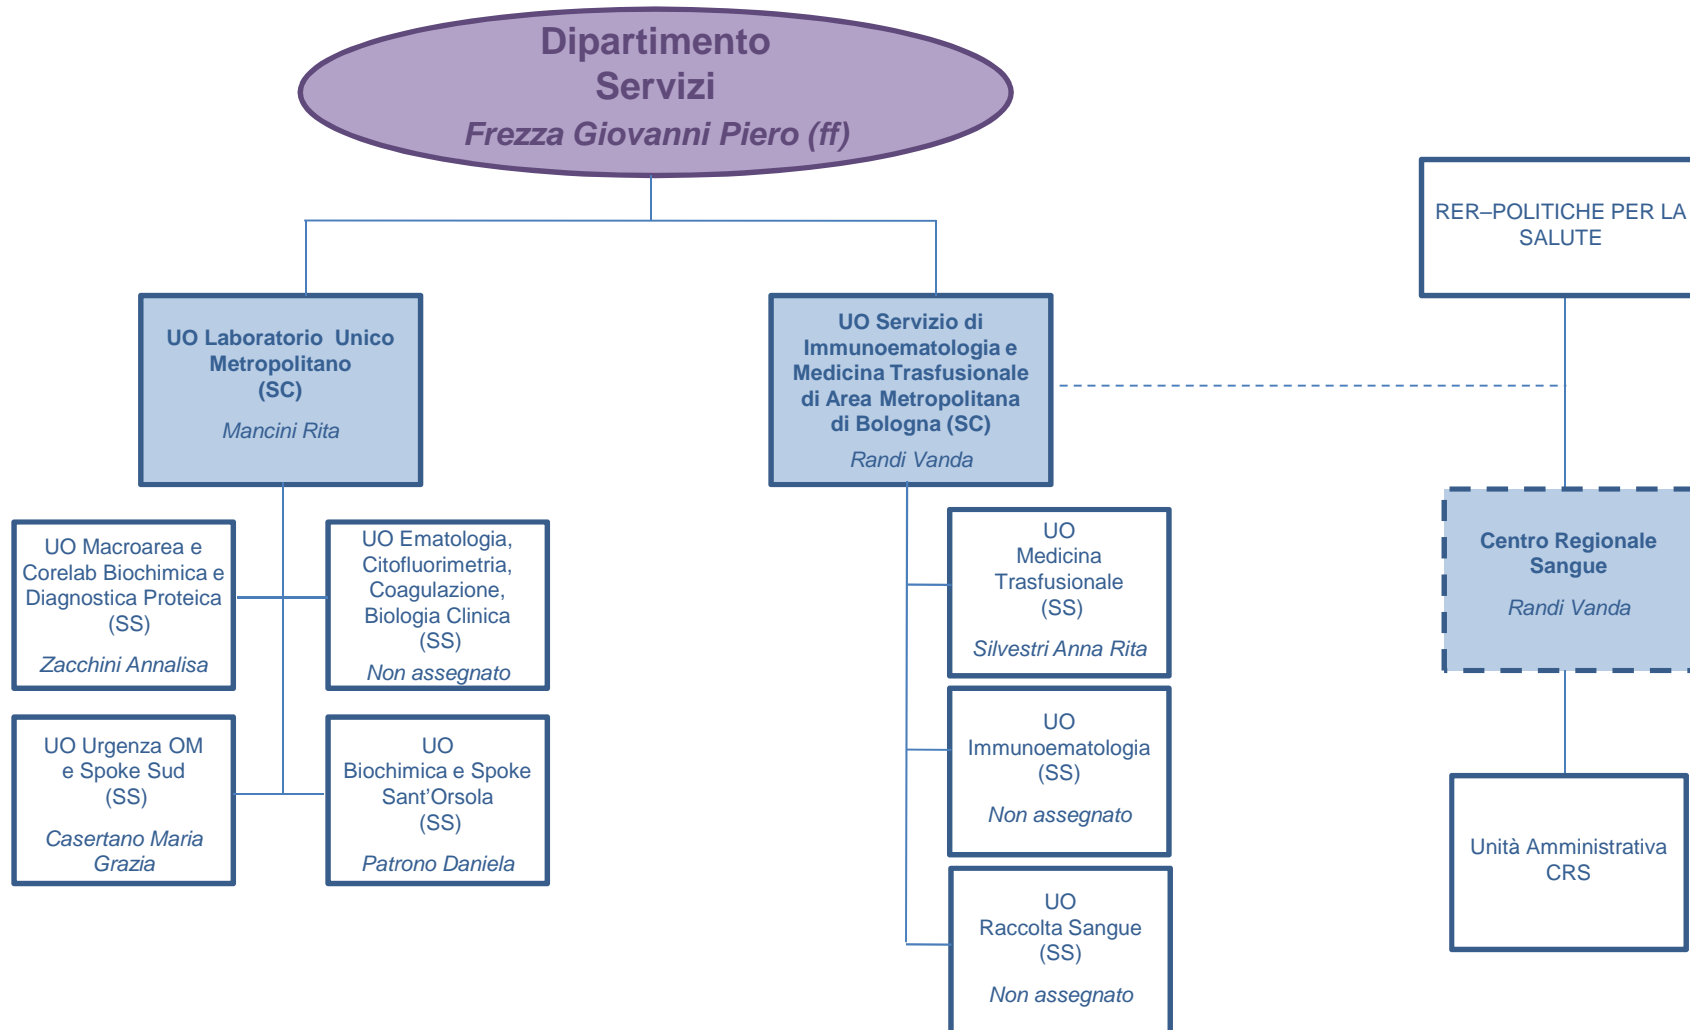 Dipartimento
Servizi
Frezza Giovanni Piero (ff)
RER–POLITICHE PER LA
SALUTE
UO Laboratorio Unico
Metropolitano
(SC)
Mancini Rita
UO Servizio di
Immunoematologia e
Medicina Trasfusionale
di Area Metropolitana
di Bologna (SC)
Randi Vanda
Centro Regionale
Sangue
Randi Vanda
UO Macroarea e
Corelab Biochimica e
Diagnostica Proteica
(SS)
Zacchini Annalisa
UO Ematologia,
Citofluorimetria,
Coagulazione,
Biologia Clinica
(SS)
Non assegnato
UO
Medicina
Trasfusionale
(SS)
Silvestri Anna Rita
UO Urgenza OM
e Spoke Sud
(SS)
Casertano Maria
Grazia
UO
Biochimica e Spoke
Sant’Orsola
(SS)
Patrono Daniela
UO
Immunoematologia
(SS)
Non assegnato
Unità Amministrativa
CRS
UO
Raccolta Sangue
(SS)
Non assegnato